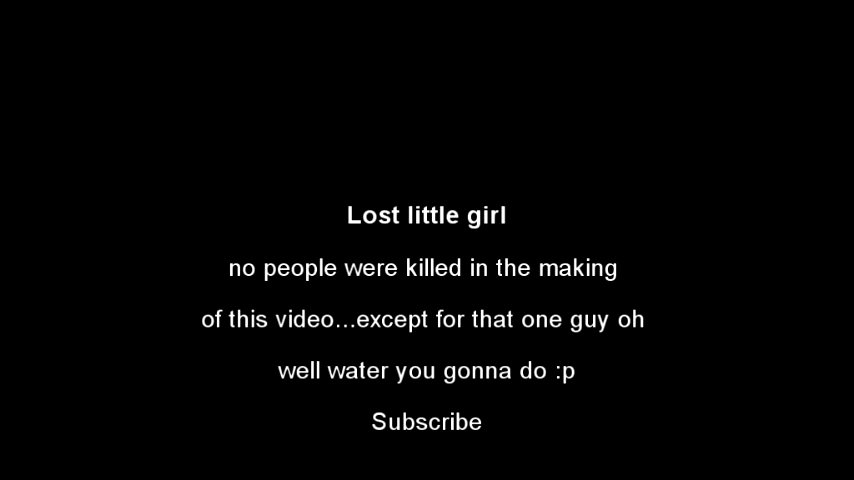 Lost little girl
no people were killed in the making
of this video...except for that one guy oh
well water you gonna do :p
Subscribe